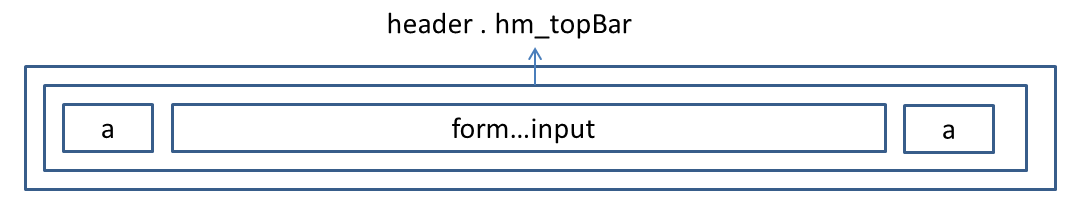 header . hm_topBar
a
form...input
a